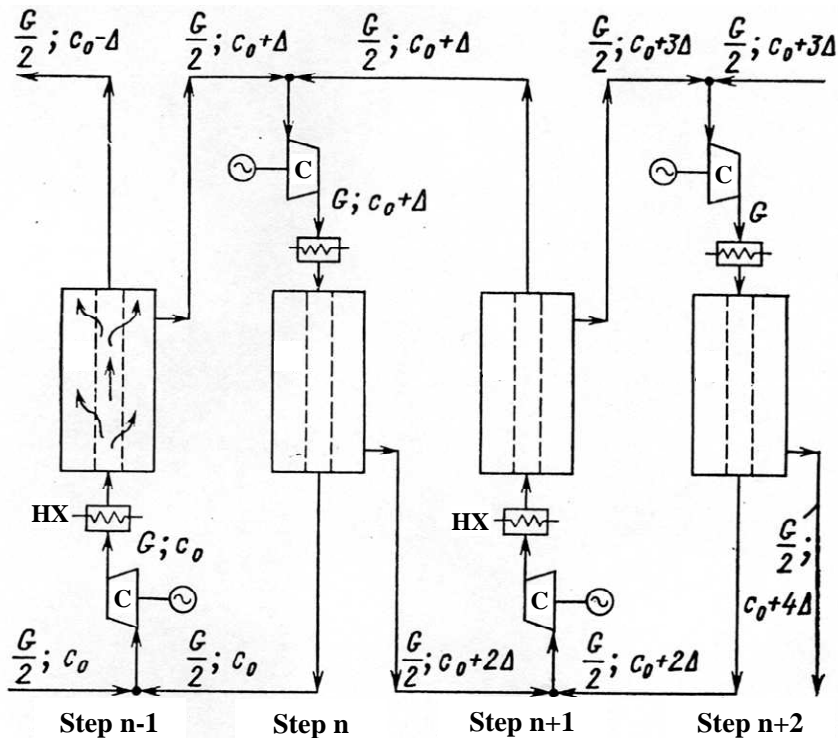 G/2; c₀-Δ
G/2; c₀+Δ
G/2; c₀+Δ
G/2; c₀+3Δ
G/2; c₀+3Δ
C
C
G; c₀+Δ
G
HX
G; c₀
HX
G/2;
c₀+4Δ
C
C
G/2; c₀
G/2; c₀
G/2; c₀+2Δ
G/2; c₀+2Δ
Step n-1
Step n
Step n+1
Step n+2